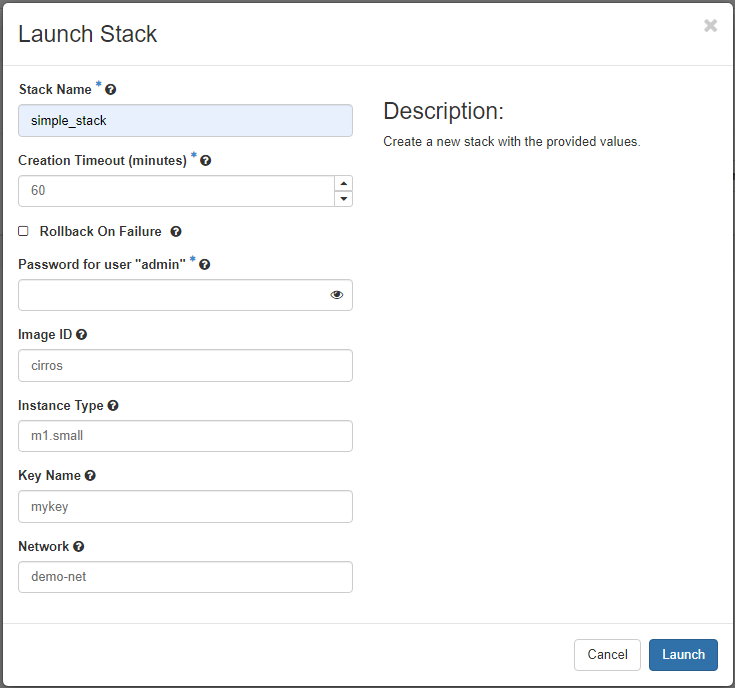 Launch Stack
Stack Name *
simple_stack
Creation Timeout (minutes) *
60
Rollback On Failure
Password for user "admin" *
Image ID
cirros
Instance Type
m1.small
Key Name
mykey
Network
demo-net
Description:
Create a new stack with the provided values.
Cancel
Launch